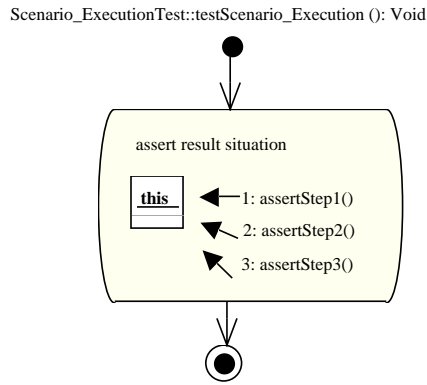 Scenario_ExecutionTest::testScenario_Execution (): Void
assert result situation
this
1: assertStep1()
2: assertStep2()
3: assertStep3()